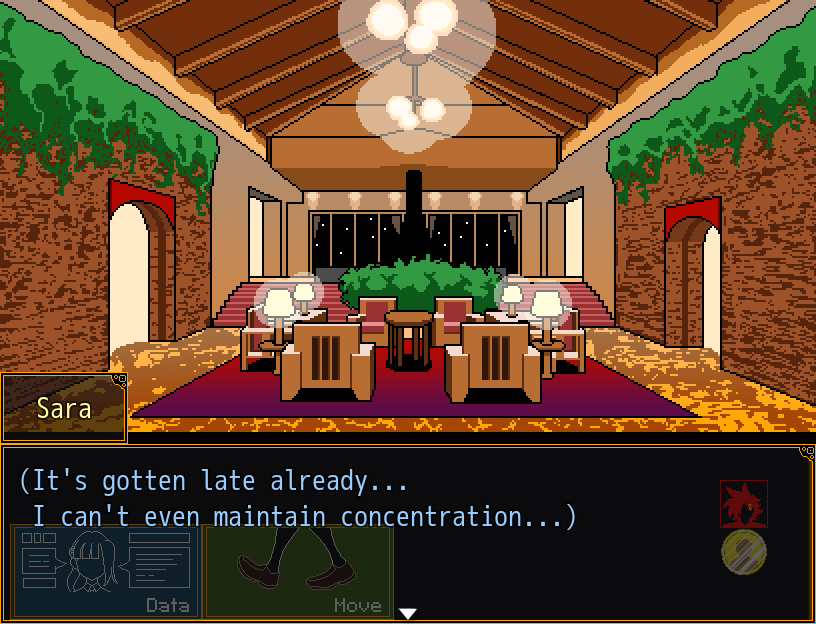 Sara
(It's gotten late already...
I can't even maintain concentration...)
Data
Move